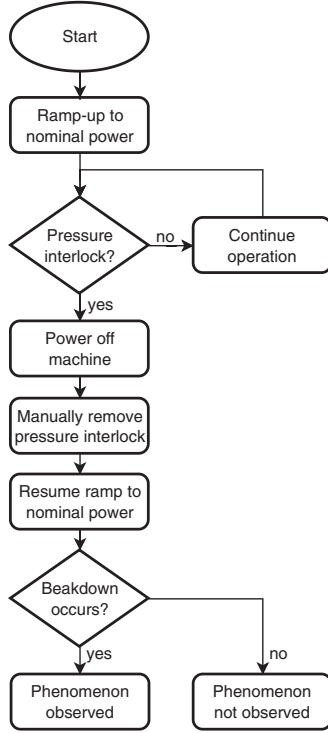 Start
Ramp-up to
nominal power
Pressure
interlock?
no
Continue
operation
yes
Power off
machine
Manually remove
pressure interlock
Resume ramp to
nominal power
Beakdown
occurs?
yes
no
Phenomenon
observed
Phenomenon
not observed